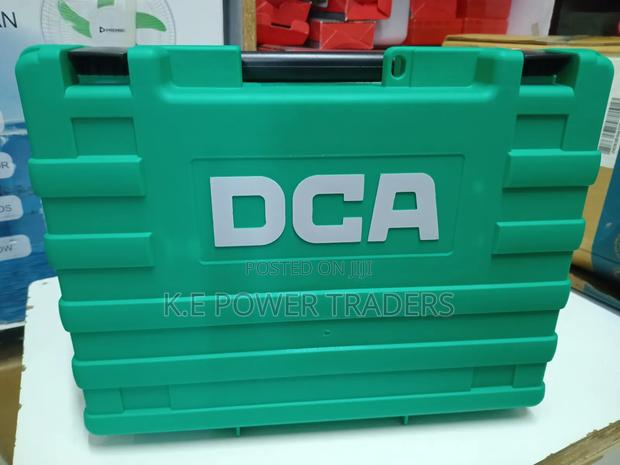 DCA
POSTED ON JIJI
K.E POWER TRADERS